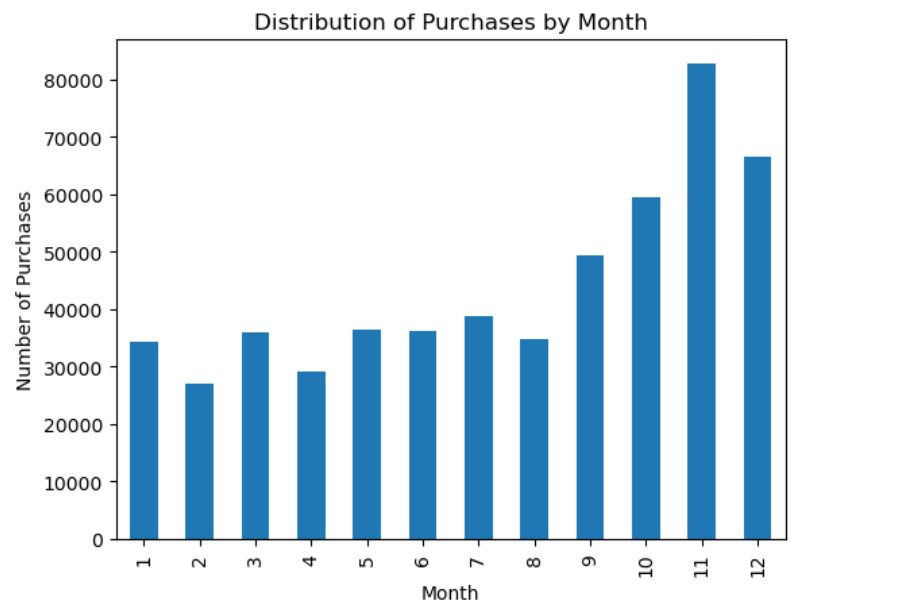 Distribution of Purchases by Month
Number of Purchases
80000
70000
60000
50000
40000
30000
20000
10000
0
1 2 3 4 5 6 7 8 9 10 11 12
Month